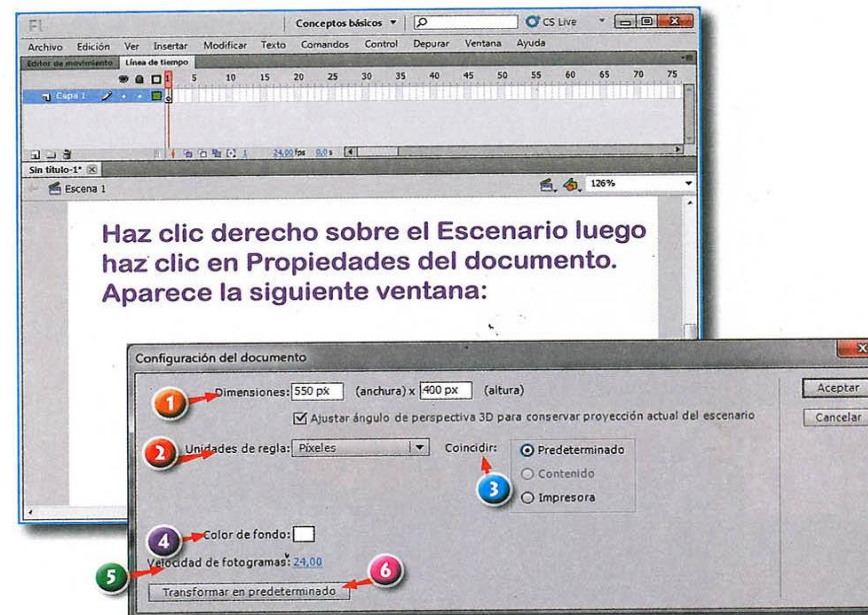 Fl Conceptos básicos CS Live
Archivo Edición Ver Insertar Modificar Texto Comandos Control Depurar Ventana Ayuda
Editor de movimiento Línea de tiempo
1 5 10 15 20 25 30 35 40 45 50 55 60 65 70 75
Capa 1
1 24,00 fps 0,0 s
Sin título-1*
Escena 1 126%
Haz clic derecho sobre el Escenario luego
haz clic en Propiedades del documento.
Aparece la siguiente ventana:
Configuración del documento
1 Dimensiones: 550 px (anchura) x 400 px (altura) Aceptar
Ajustar ángulo de perspectiva 3D para conservar proyección actual del escenario Cancelar
2 Unidades de regla: Píxeles Coincidir: Predeterminado
3 Contenido
Impresora
4 Color de fondo:
5 Velocidad de fotogramas: 24,00
Transformar en predeterminado 6